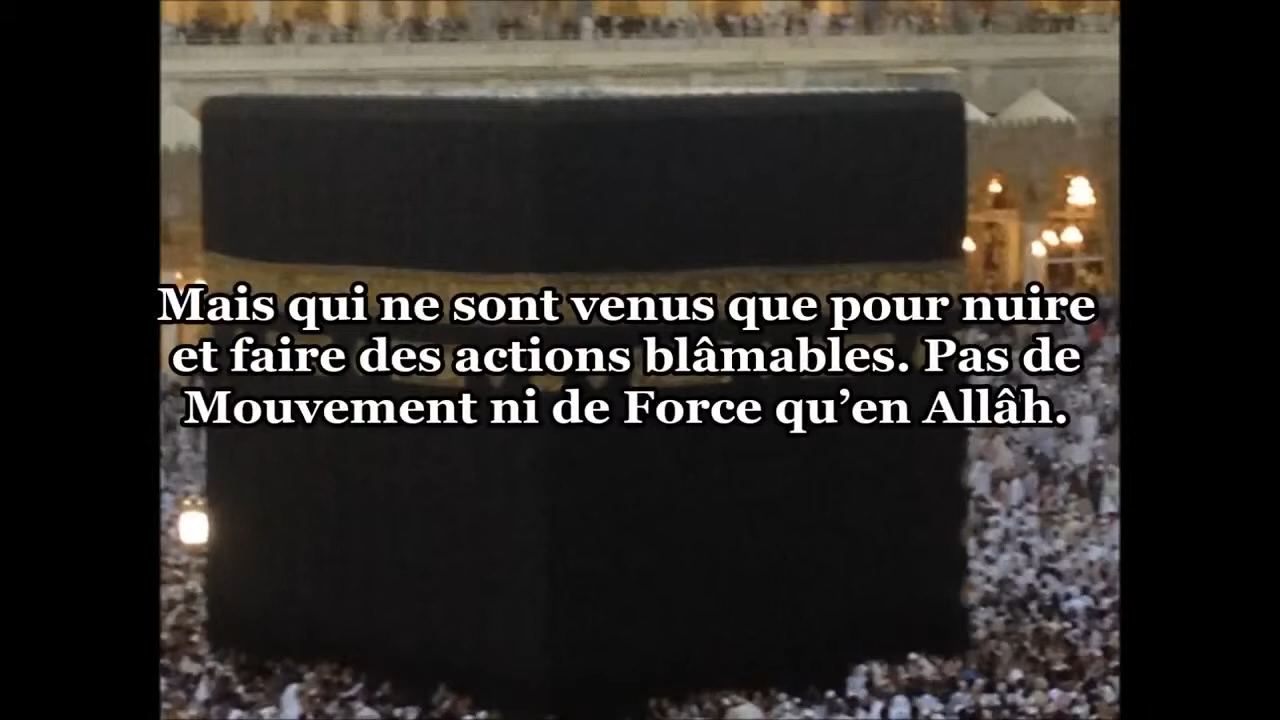 Mais qui ne sont venus que pour nuire
et faire des actions blâmables. Pas de
Mouvement ni de Force qu’en Allâh.